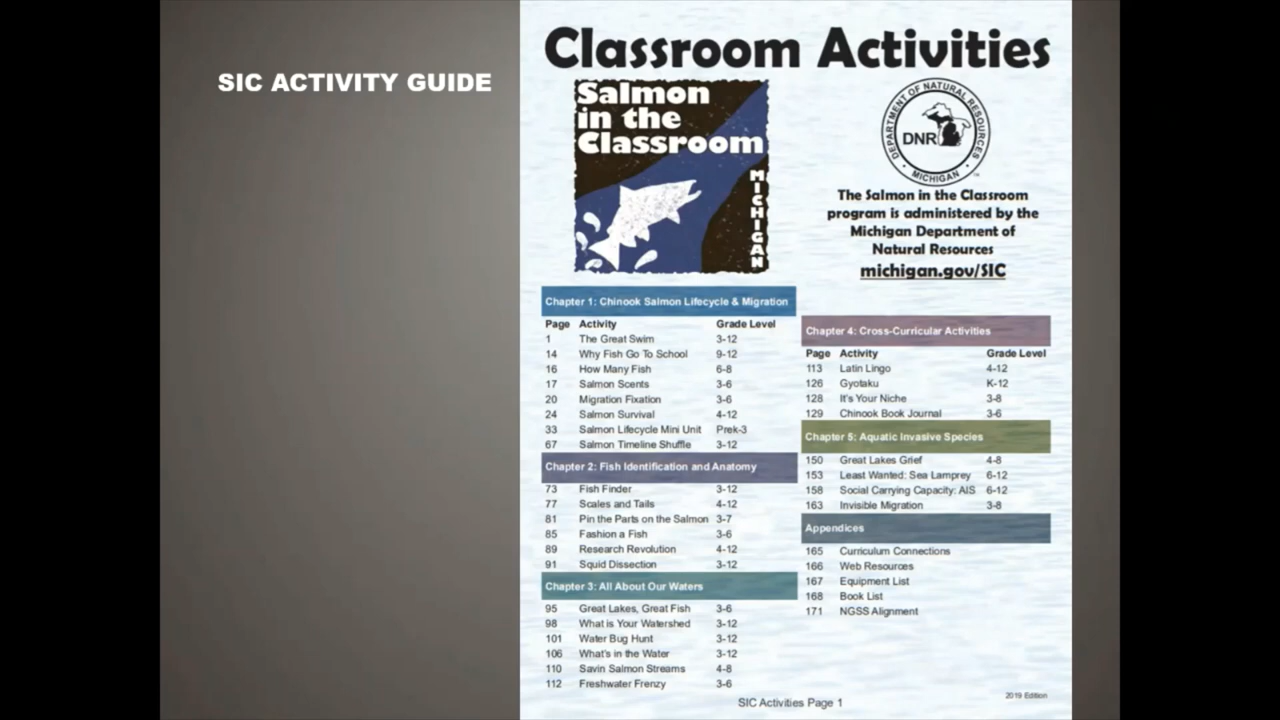 SIC ACTIVITY GUIDE
Classroom Activities
Salmon
in the
Classroom
MICHIGAN
DEPARTMENT OF NATURAL RESOURCES
DNR
MICHIGAN
The Salmon in the Classroom
program is administered by the
Michigan Department of
Natural Resources
michigan.gov/SIC
Chapter 1: Chinook Salmon Lifecycle & Migration
Page Activity Grade Level
1 The Great Swim 3-12
14 Why Fish Go To School 9-12
16 How Many Fish 6-8
17 Salmon Scents 3-6
20 Migration Fixation 3-6
24 Salmon Survival 4-12
33 Salmon Lifecycle Mini Unit Prek-3
67 Salmon Timeline Shuffle 3-12
Chapter 2: Fish Identification and Anatomy
73 Fish Finder 3-12
77 Scales and Tails 4-12
81 Pin the Parts on the Salmon 3-7
85 Fashion a Fish 3-6
89 Research Revolution 4-12
91 Squid Dissection 3-12
Chapter 3: All About Our Waters
95 Great Lakes, Great Fish 3-6
98 What is Your Watershed 3-12
101 Water Bug Hunt 3-12
106 What's in the Water 3-12
110 Savin Salmon Streams 4-8
112 Freshwater Frenzy 3-6
Chapter 4: Cross-Curricular Activities
Page Activity Grade Level
113 Latin Lingo 4-12
126 Gyotaku K-12
128 It's Your Niche 3-8
129 Chinook Book Journal 3-6
Chapter 5: Aquatic Invasive Species
150 Great Lakes Grief 4-8
153 Least Wanted: Sea Lamprey 6-12
158 Social Carrying Capacity: AIS 6-12
163 Invisible Migration 3-8
Appendices
165 Curriculum Connections
166 Web Resources
167 Equipment List
168 Book List
171 NGSS Alignment
2019 Edition
SIC Activities Page 1